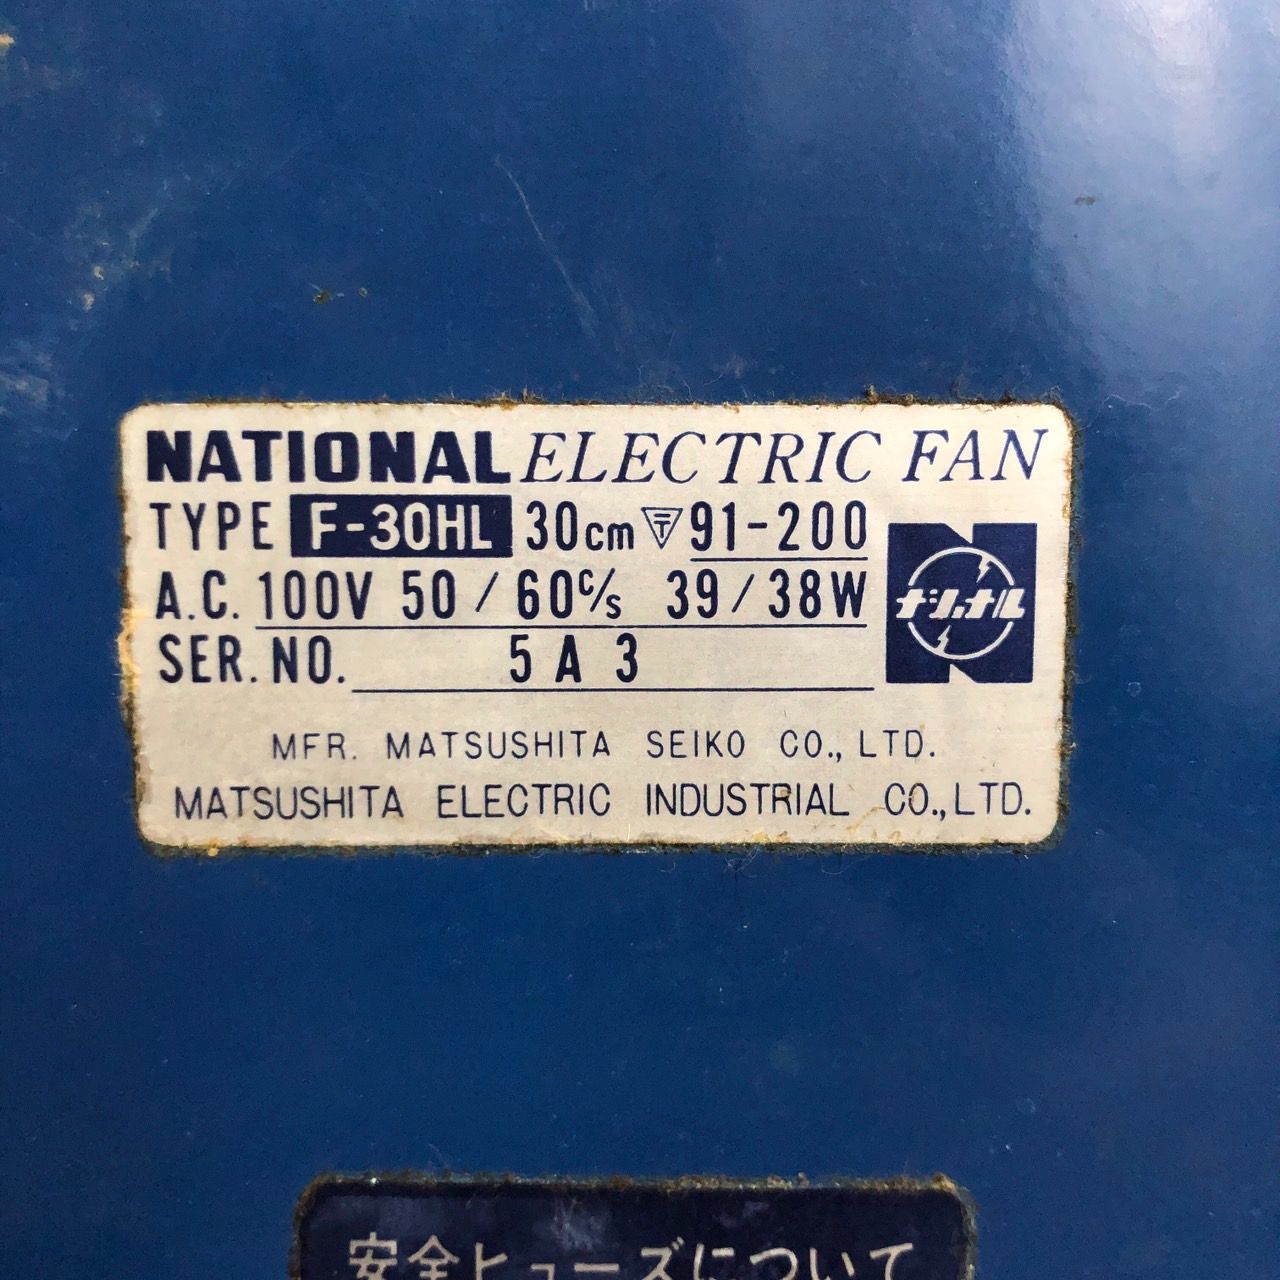 NATIONAL ELECTRIC FAN
TYPE F-30HL 30cm 〒 91-200
A.C. 100V 50/60c/s 39/38W
ナショナル
SER. NO. 5A3
MFR. MATSUSHITA SEIKO CO., LTD.
MATSUSHITA ELECTRIC INDUSTRIAL CO., LTD.
安全ヒューズについて